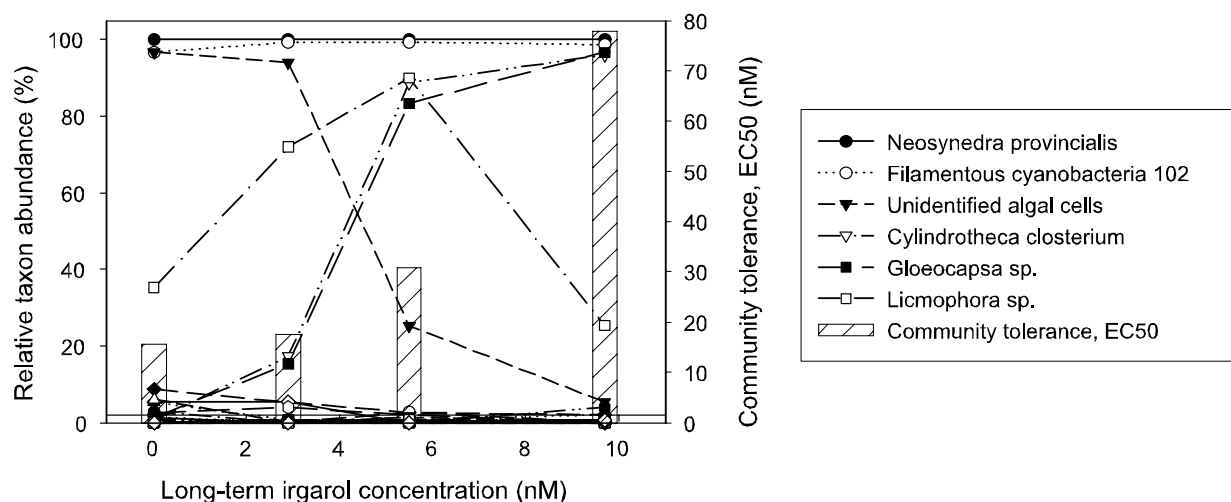 100
80
60
40
20
0
Relative taxon abundance (%)
80
70
60
50
40
30
20
10
0
Community tolerance, EC50 (nM)
0 2 4 6 8 10
Long-term irgarol concentration (nM)
Neosynedra provincialis
Filamentous cyanobacteria 102
Unidentified algal cells
Cylindrotheca closterium
Gloeocapsa sp.
Licmophora sp.
Community tolerance, EC50